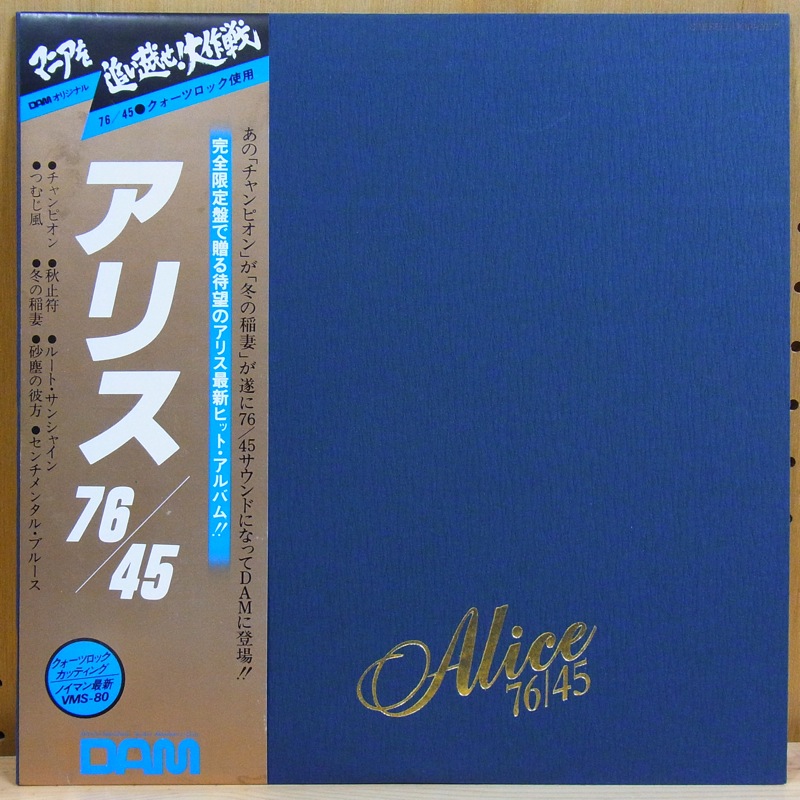 マニアを
追い越せ!大作戦
DAMオリジナル
76/45●クォーツロック使用
あの「チャンピオン」が「冬の稲妻」が遂に76/45サウンドになってDAMに登場!!
完全限定盤で贈る待望のアリス最新ヒット・アルバム!!
アリス
76/45
●チャンピオン ●秋止符 ●ルート・サンシャイン
●つむじ風 ●冬の稲妻 ●砂塵の彼方 ●センチメンタル・ブルース
クォーツロック
カッティング
ノイマン最新
VMS-80
DAM
Alice
76/45